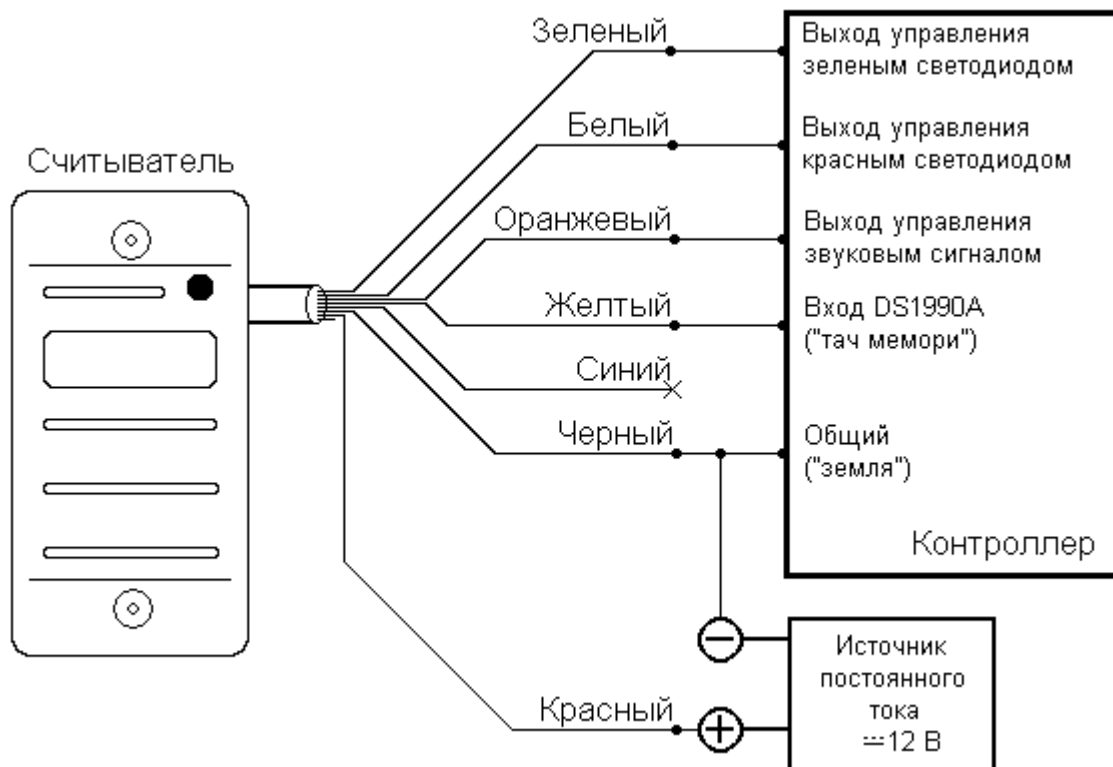 Зеленый
Выход управления
зеленым светодиодом
Белый
Выход управления
красным светодиодом
Считыватель
Оранжевый
Выход управления
звуковым сигналом
Желтый
Вход DS1990A
("тач мемори")
Синий
Черный
Общий
("земля")
Контроллер
Источник
постоянного
тока
12 В
Красный